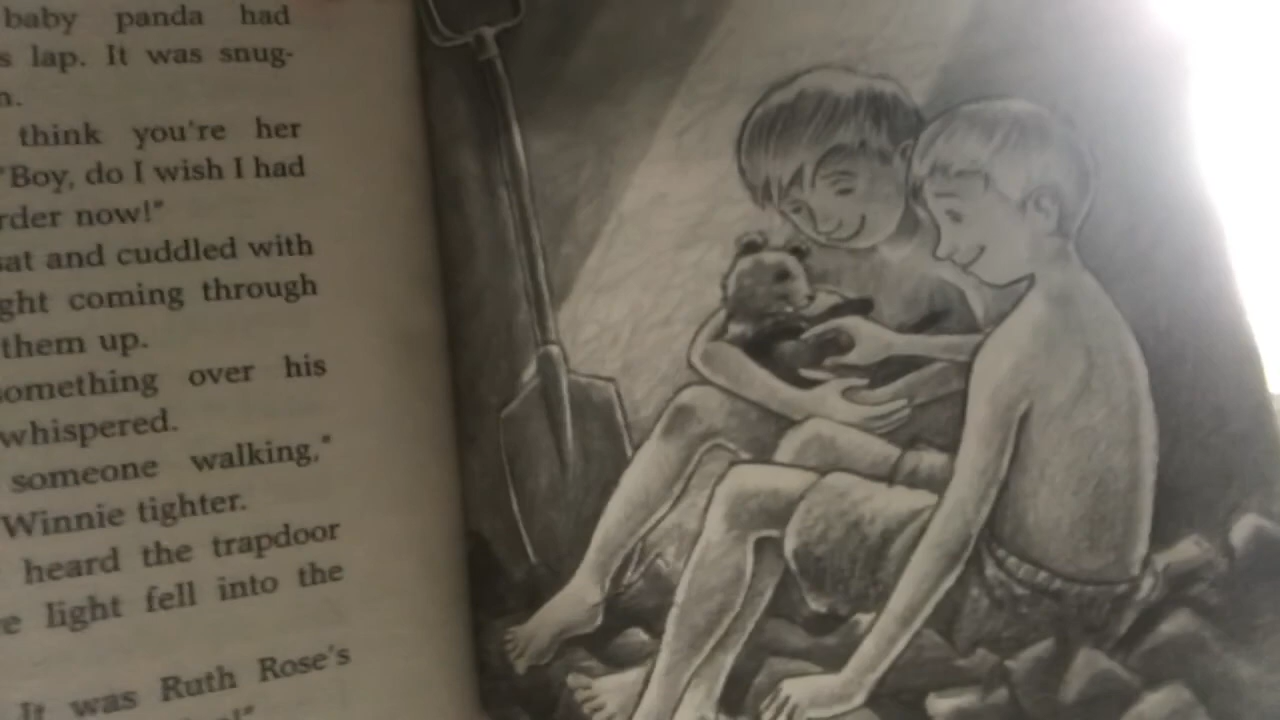 baby panda had
s lap. It was snug-
n.
think you're her
"Boy, do I wish I had
rder now!"
sat and cuddled with
ght coming through
them up.
something over his
whispered.
someone walking,"
Winnie tighter.
heard the trapdoor
e light fell into the
It was Ruth Rose's